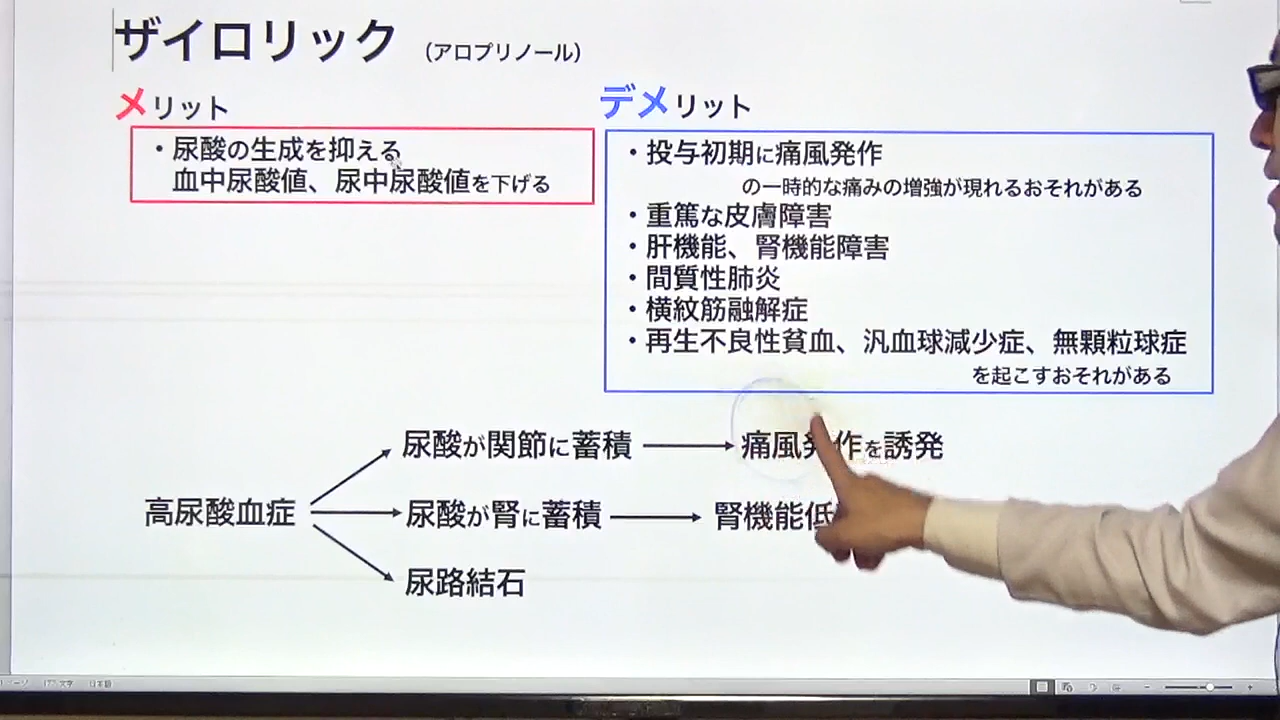 ザイロリック (アロプリノール)
メリット
・尿酸の生成を抑える
血中尿酸値、尿中尿酸値を下げる
デメリット
・投与初期に痛風発作
の一時的な痛みの増強が現れるおそれがある
・重篤な皮膚障害
・肝機能、腎機能障害
・間質性肺炎
・横紋筋融解症
・再生不良性貧血、汎血球減少症、無顆粒球症
を起こすおそれがある
高尿酸血症
尿酸が関節に蓄積 → 痛風発作を誘発
尿酸が腎に蓄積 → 腎機能低
尿路結石
日本語